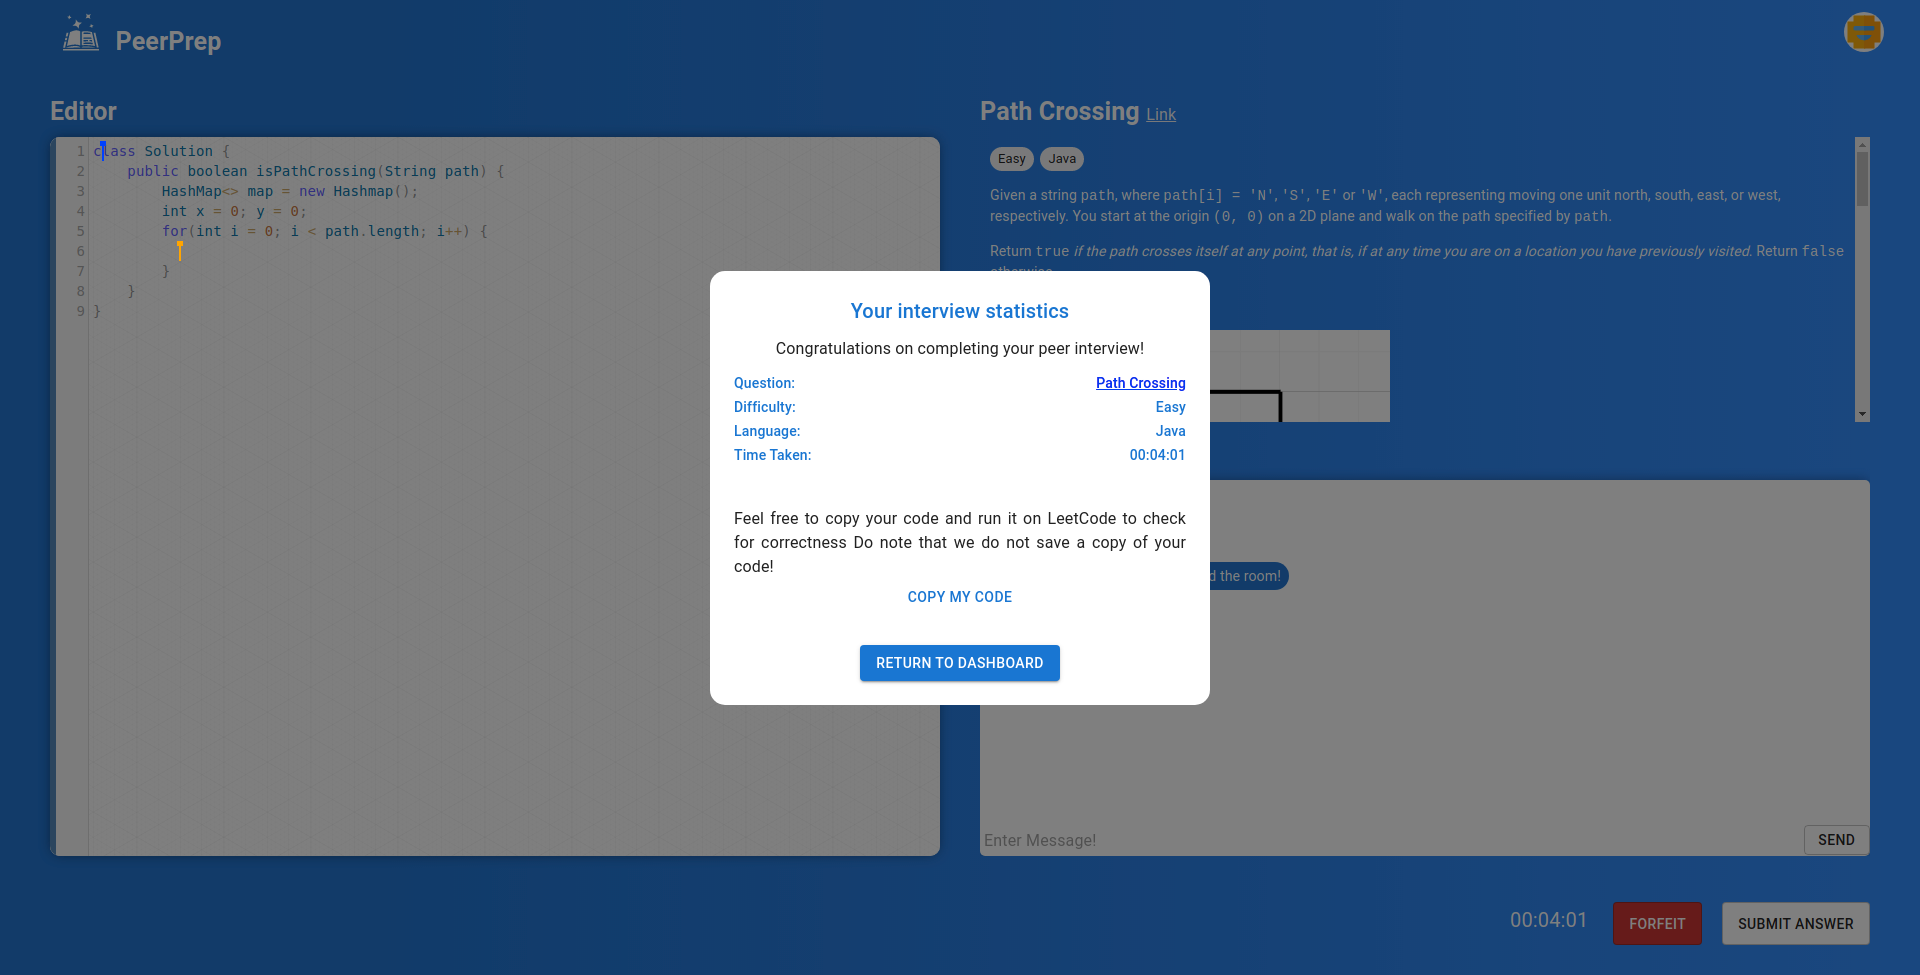 PeerPrep
Editor
1 class Solution {
2 public boolean isPathCrossing(String path) {
3 HashMap<> map = new Hashmap();
4 int x = 0; y = 0;
5 for(int i = 0; i < path.length; i++) {
6
7 }
8 }
9 }
Path Crossing Link
Easy Java
Given a string path, where path[i] = 'N','S','E' or 'W', each representing moving one unit north, south, east, or west,
respectively. You start at the origin (0, 0) on a 2D plane and walk on the path specified by path.
Return true if the path crosses itself at any point, that is, if at any time you are on a location you have previously visited. Return false
Your interview statistics
Congratulations on completing your peer interview!
Question: Path Crossing
Difficulty: Easy
Language: Java
Time Taken: 00:04:01
Feel free to copy your code and run it on LeetCode to check
for correctness Do note that we do not save a copy of your
code!
COPY MY CODE
RETURN TO DASHBOARD
the room!
Enter Message!
SEND
00:04:01
FORFEIT
SUBMIT ANSWER